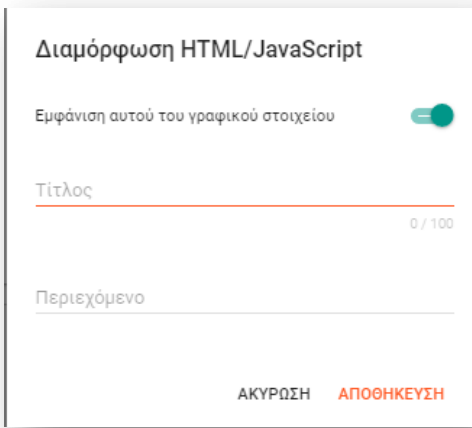 Διαμόρφωση HTML/JavaScript
Εμφάνιση αυτού του γραφικού στοιχείου
Τίτλος
0 / 100
Περιεχόμενο
ΑΚΥΡΩΣΗ ΑΠΟΘΗΚΕΥΣΗ